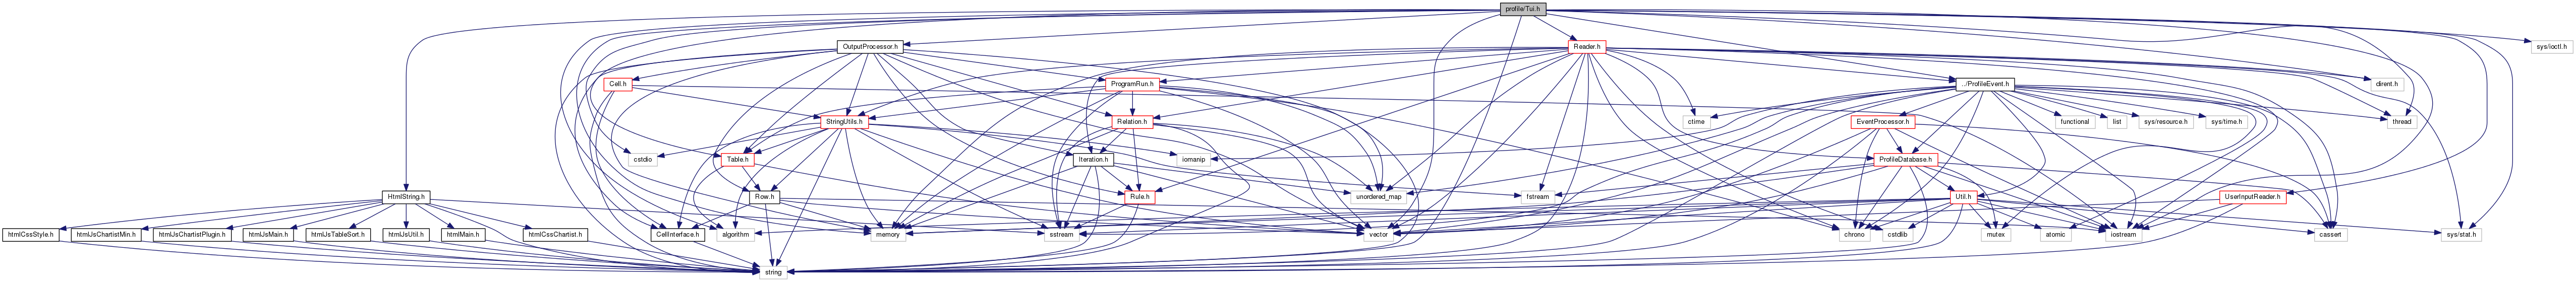 profile/Tui.h
OutputProcessor.h
Reader.h
sys/ioctl.h
Cell.h
ProgramRun.h
../ProfileEvent.h
dirent.h
StringUtils.h
Relation.h
ctime
EventProcessor.h
functional
list
sys/resource.h
sys/time.h
thread
cstdio
Table.h
Iteration.h
iomanip
ProfileDatabase.h
HtmlString.h
Row.h
Rule.h
unordered_map
fstream
Util.h
UserInputReader.h
htmlCssStyle.h
htmlJsChartistMin.h
htmlJsChartistPlugin.h
htmlJsMain.h
htmlJsTableSort.h
htmlJsUtil.h
htmlMain.h
htmlCssChartist.h
CellInterface.h
algorithm
memory
sstream
vector
chrono
cstdlib
mutex
atomic
iostream
cassert
sys/stat.h
string